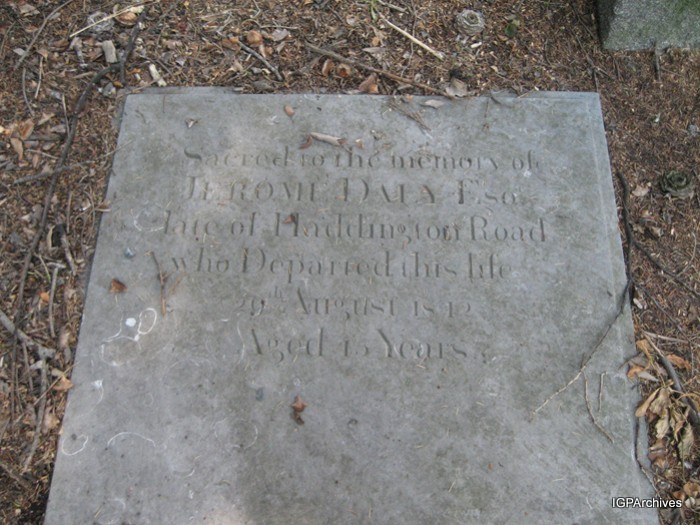 Sacred to the memory of
JEROME DALY Esq.
late of Haddington Road
who Departed this life
29th August 1842
Aged 43 Years
IGPArchives